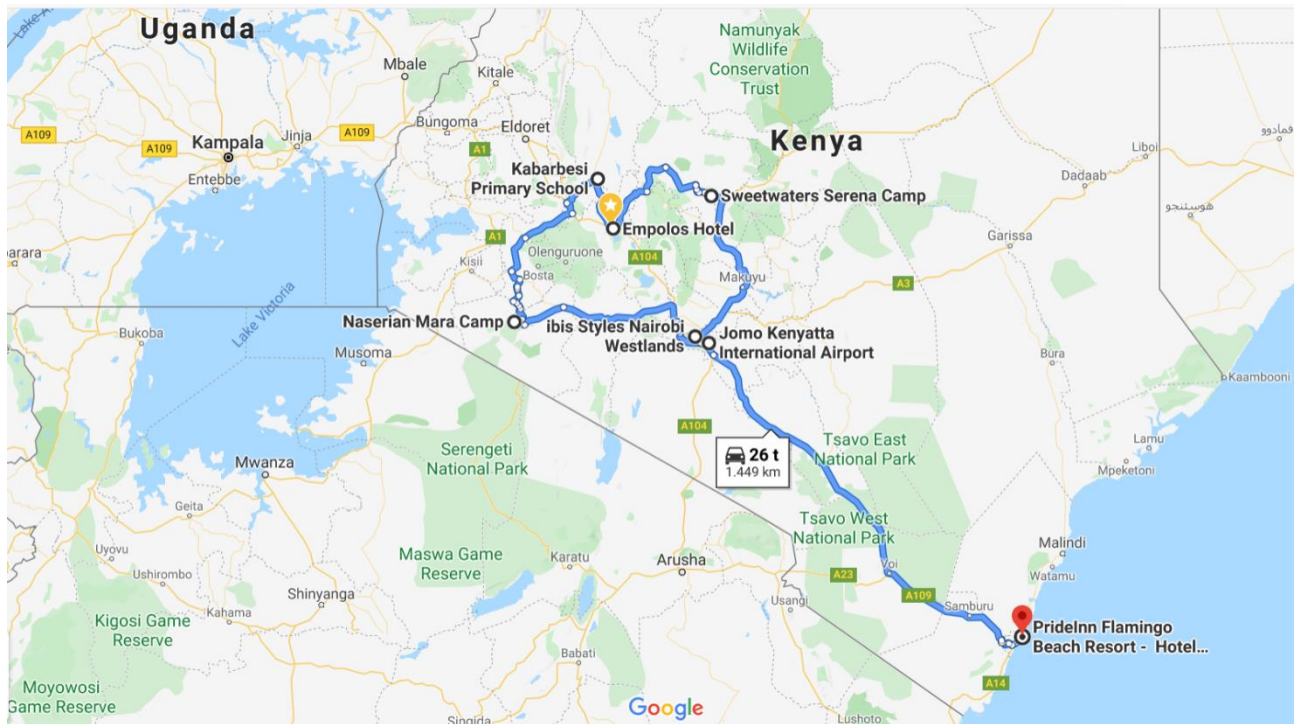 Uganda
Mbale
Kitale
Namunyak
Wildlife
Conservation
Trust
Bungoma
Eldoret
A109
A109
A109
Kampala
Jinja
Entebbe
A1
Kenya
Liboi
Dadaab
قمادوو
هوستينجو
Kabarbesi
Primary School
Sweetwaters Serena Camp
Empolos Hotel
A1
Kisii
Bosta
Olenguruone
A104
Makuyu
A3
Garissa
Lake Victoria
Bukoba
Musoma
Naserian Mara Camp
ibis Styles Nairobi
Westlands
Jomo Kenyatta
International Airport
Bura
Kaambooni
Lamu
Mpeketoni
Serengeti
National Park
A104
26 t
1.449 km
Tsavo East
National Park
Mwanza
Geita
Tsavo West
National Park
Malindi
Watamu
Uyovu
Ushirombo
Kahama
Shinyanga
Maswa Game
Reserve
Karatu
Arusha
A23
Voi
A109
Samburu
Usangi
Kigosi Game
Reserve
PrideInn Flamingo
Beach Resort - Hotel...
Babati
A14
Moyowosi
Game Reserve
Google
Singida
Lushoto